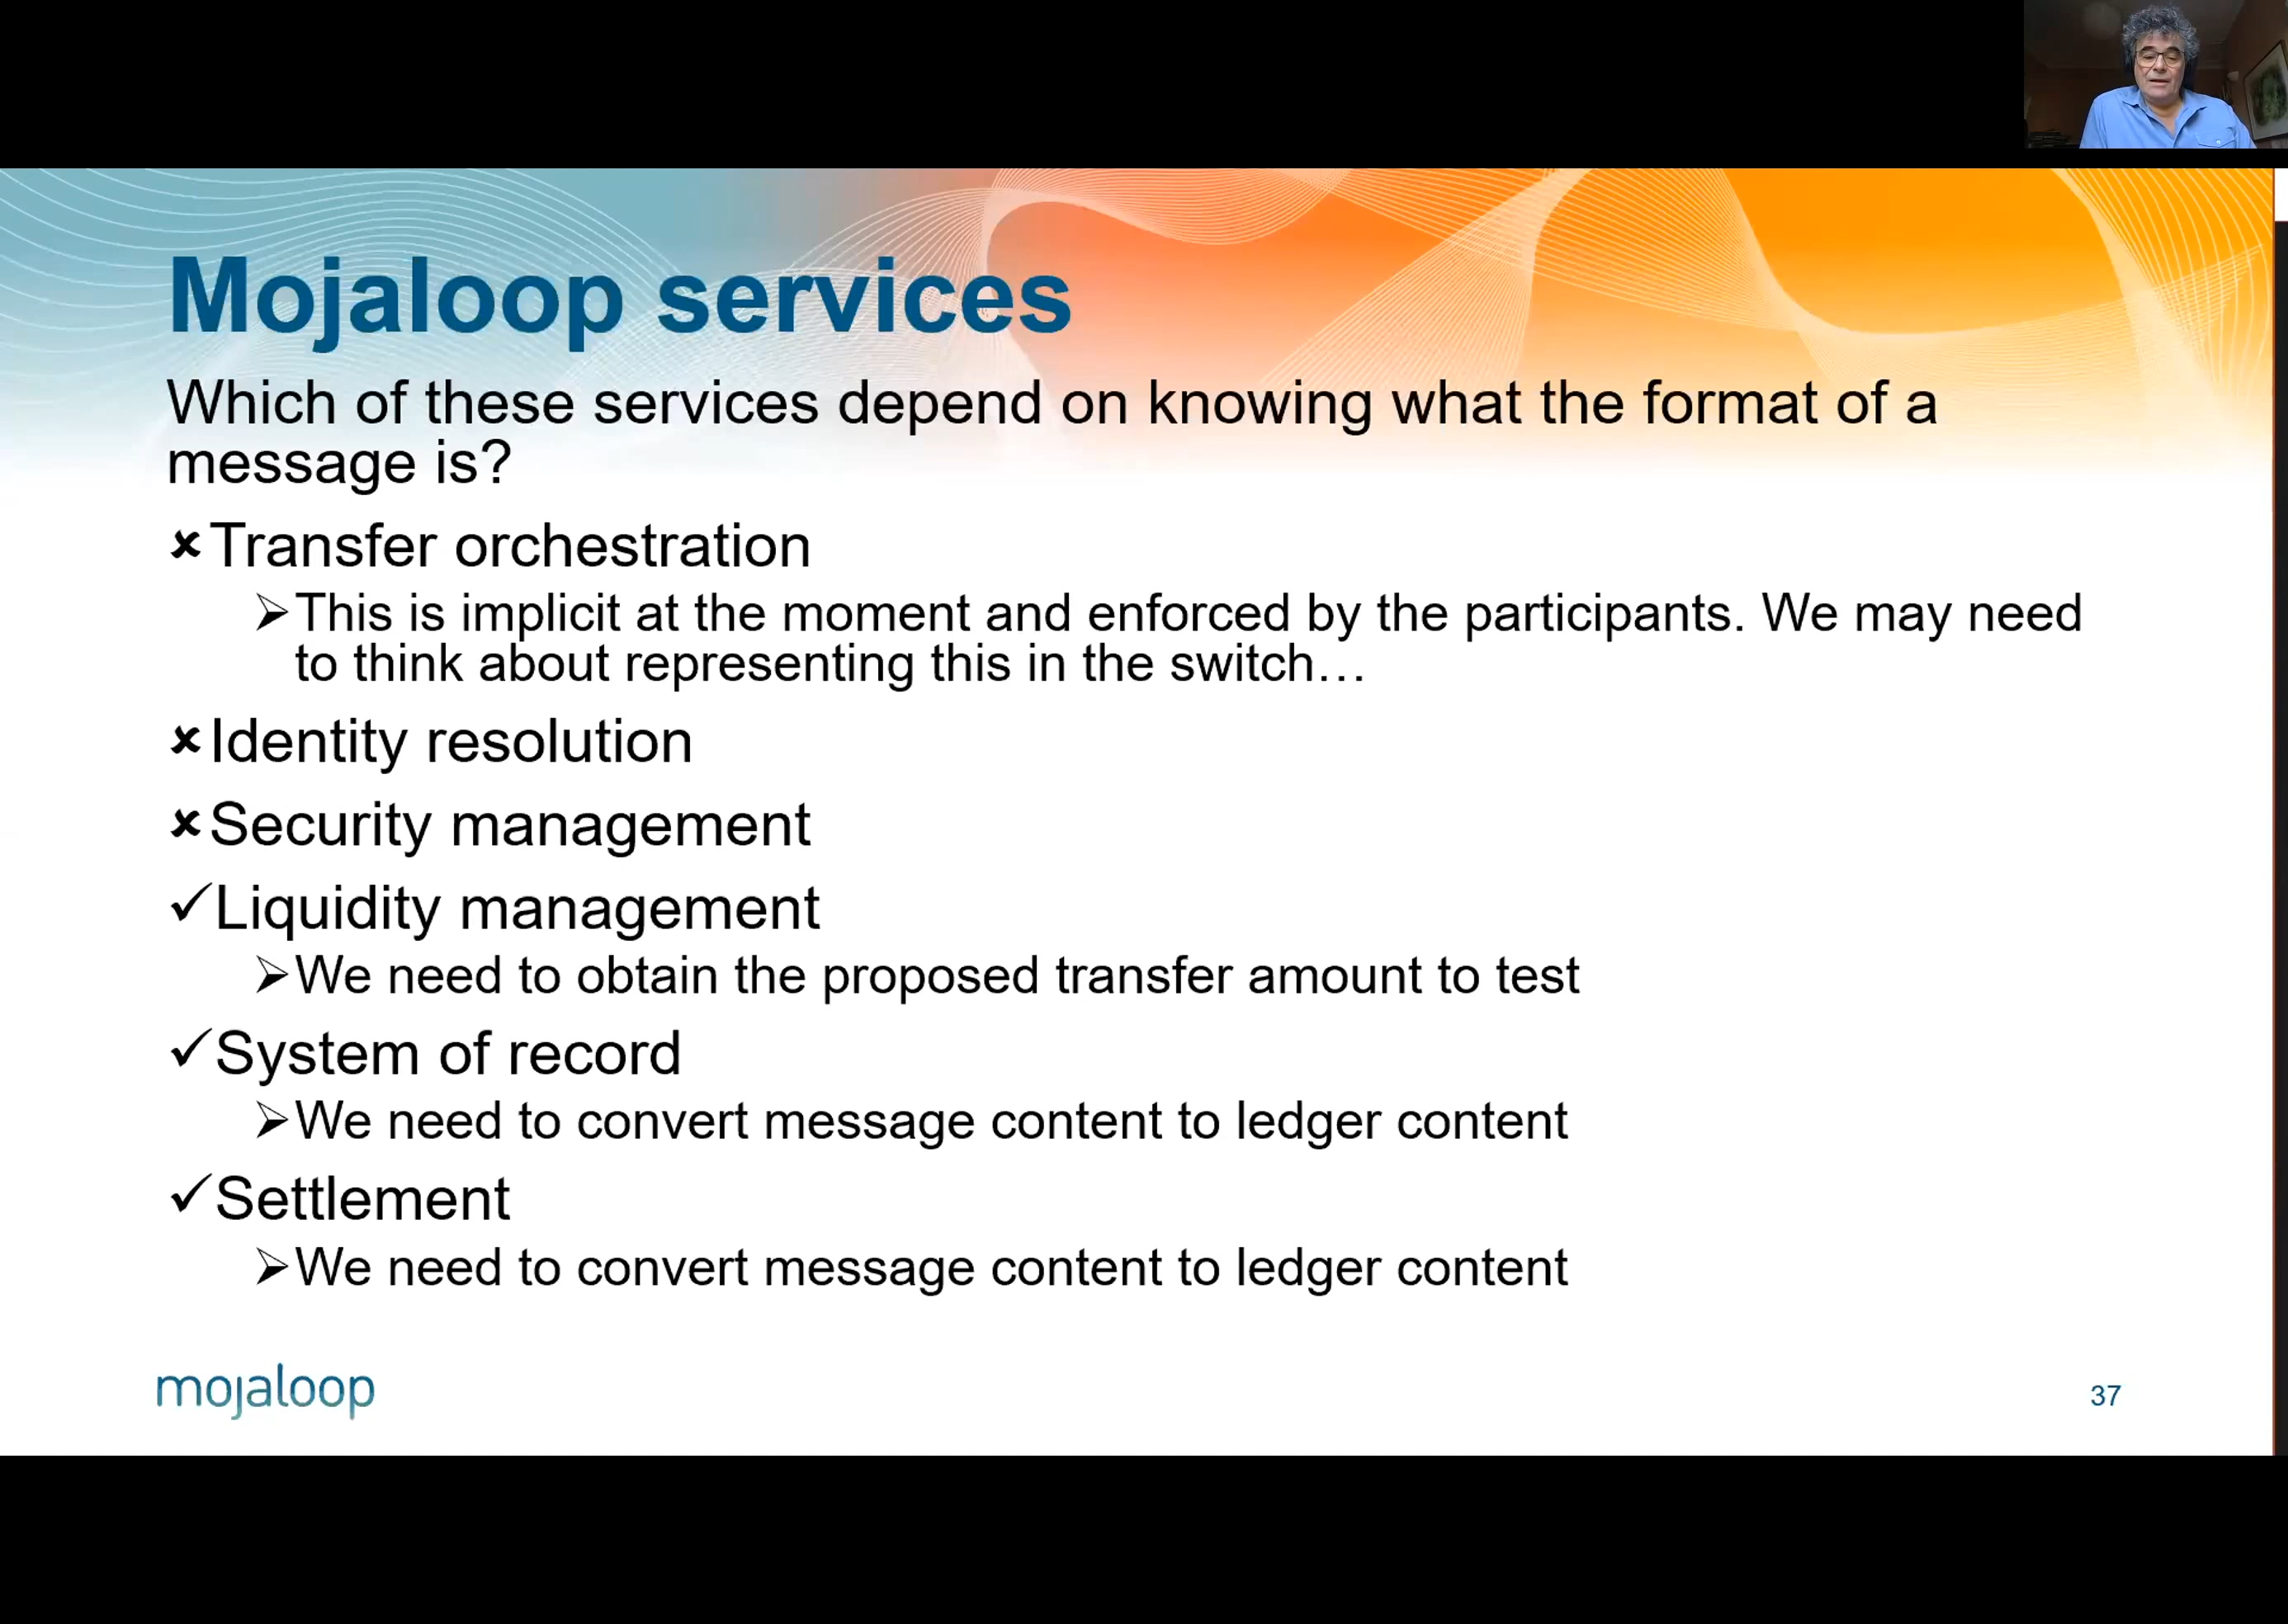 Mojaloop services
Which of these services depend on knowing what the format of a
message is?
×Transfer orchestration
➢This is implicit at the moment and enforced by the participants. We may need
to think about representing this in the switch…
×Identity resolution
×Security management
✓Liquidity management
➢We need to obtain the proposed transfer amount to test
✓System of record
➢We need to convert message content to ledger content
✓Settlement
➢We need to convert message content to ledger content
mojaloop
37